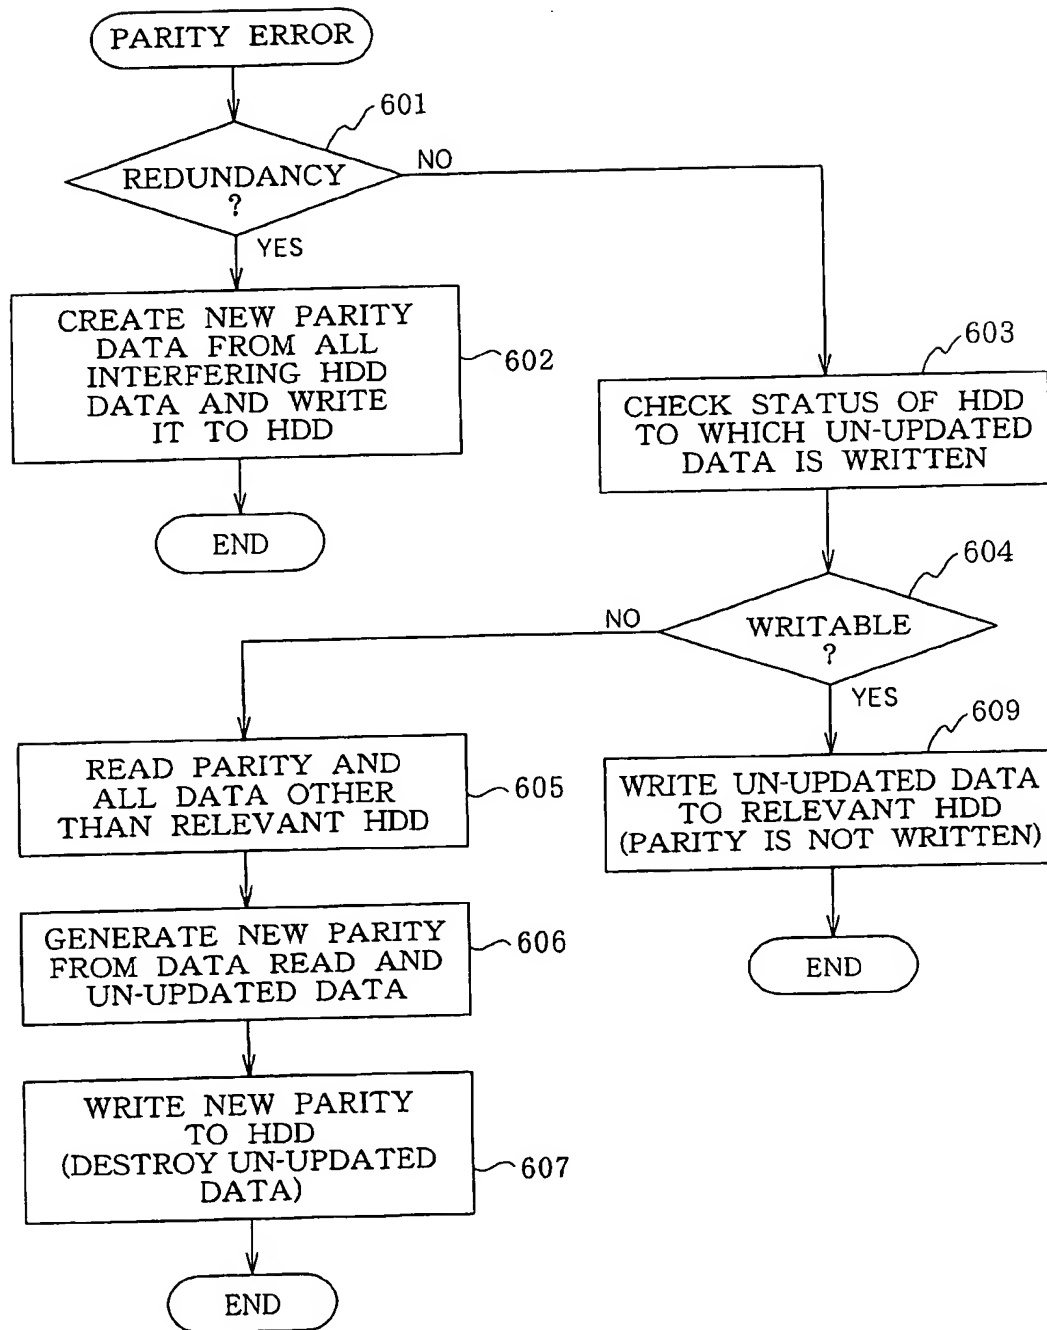 PARITY ERROR
601
REDUNDANCY
?
NO
YES
CREATE NEW PARITY
DATA FROM ALL
INTERFERING HDD
DATA AND WRITE
IT TO HDD
602
END
603
CHECK STATUS OF HDD
TO WHICH UN-UPDATED
DATA IS WRITTEN
604
WRITABLE
?
NO
YES
609
WRITE UN-UPDATED DATA
TO RELEVANT HDD
(PARITY IS NOT WRITTEN)
END
READ PARITY AND
ALL DATA OTHER
THAN RELEVANT HDD
605
GENERATE NEW PARITY
FROM DATA READ AND
UN-UPDATED DATA
606
WRITE NEW PARITY
TO HDD
(DESTROY UN-UPDATED
DATA)
607
END